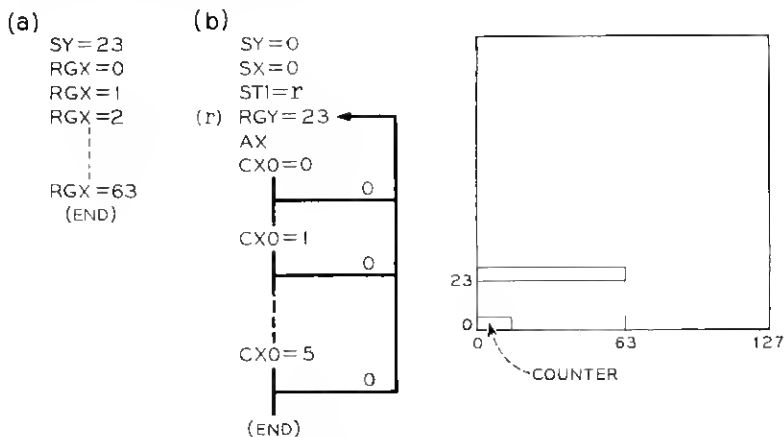 (a)
SY=23
RGX=0
RGX=1
RGX=2
RGX=63
(END)
(b)
SY=0
SX=0
ST1=r
(r) RGY=23
AX
CX0=0
0
CX0=1
0
CX0=5
0
(END)
23
0
0 63 127
COUNTER